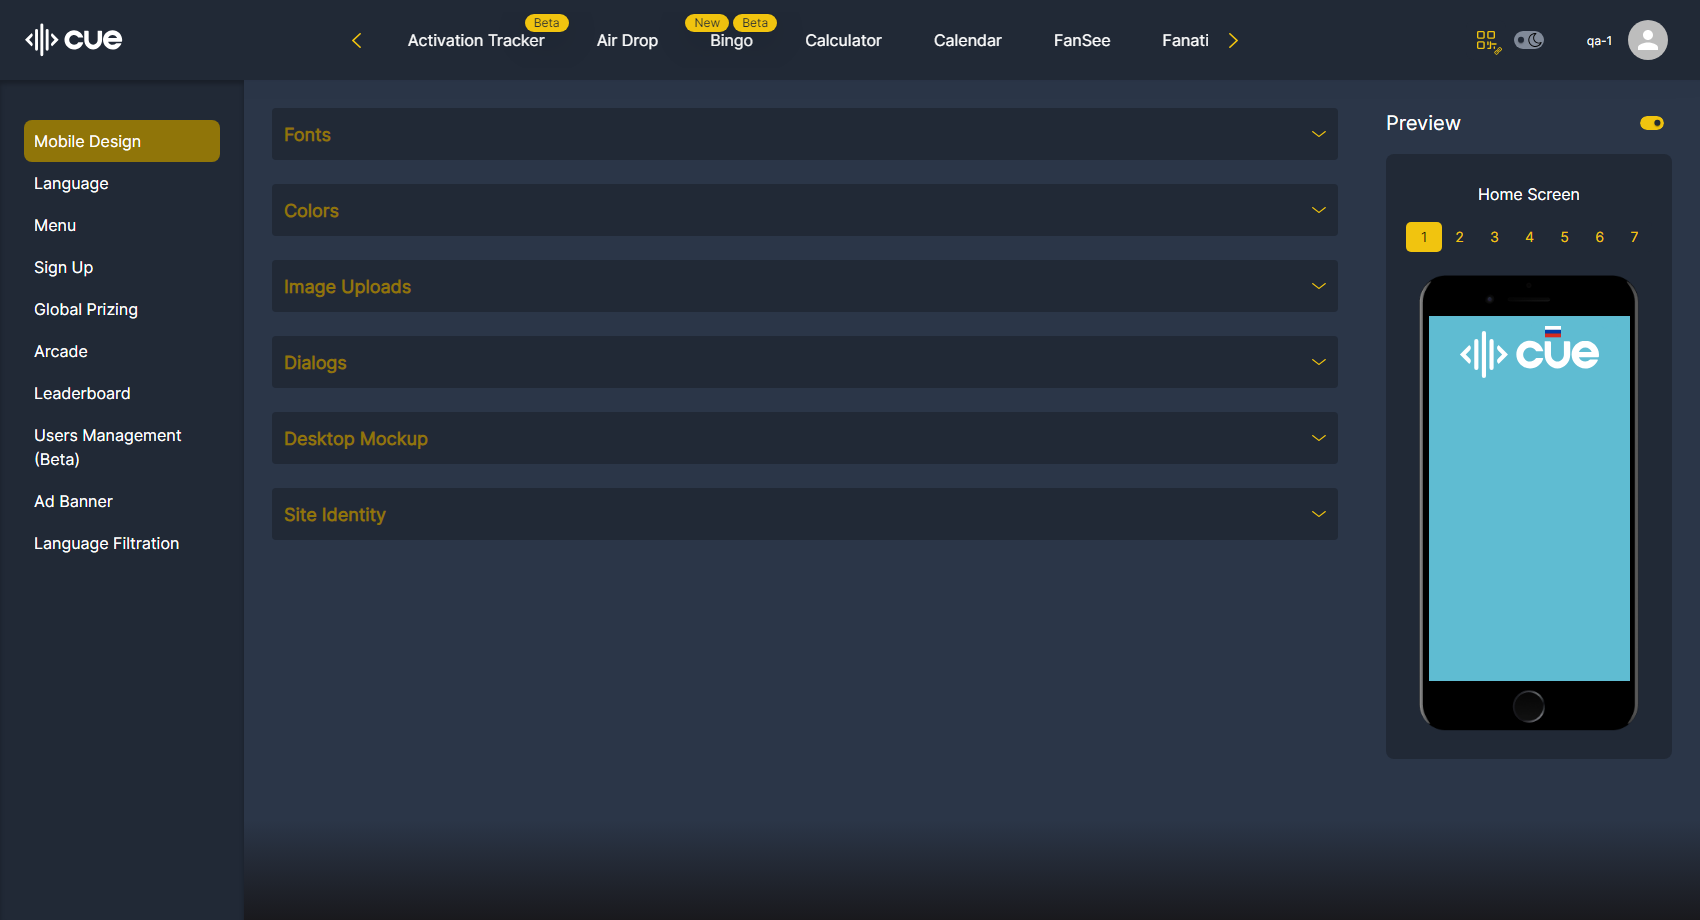 cue
Beta
New
Beta
Activation Tracker
Air Drop
Bingo
Calculator
Calendar
FanSee
Fanati
qa-1
Mobile Design
Language
Menu
Sign Up
Global Prizing
Arcade
Leaderboard
Users Management
(Beta)
Ad Banner
Language Filtration
Fonts
Colors
Image Uploads
Dialogs
Desktop Mockup
Site Identity
Preview
Home Screen
1 2 3 4 5 6 7
cue